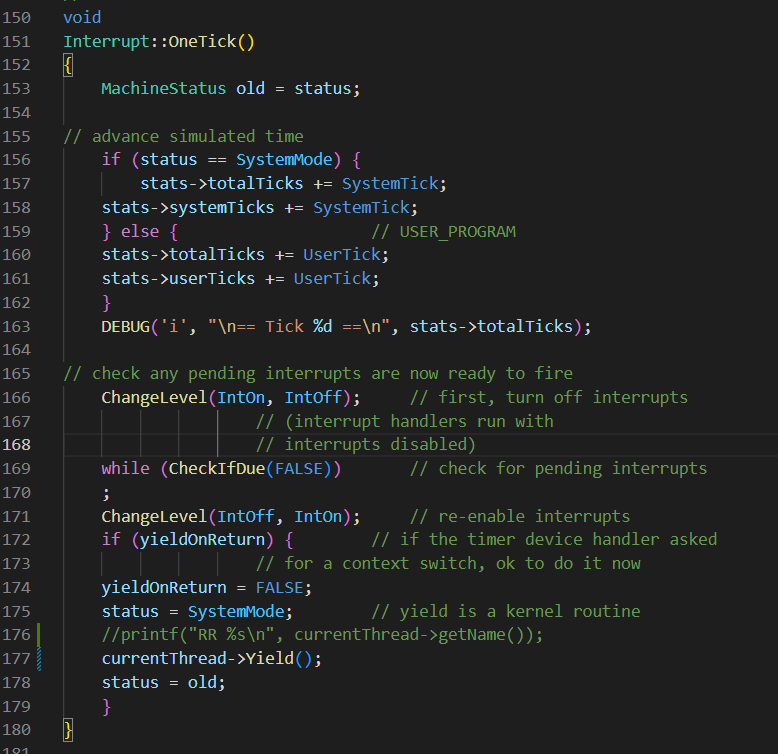 150 void
151 Interrupt::OneTick()
152 {
153     MachineStatus old = status;
154
155 // advance simulated time
156     if (status == SystemMode) {
157         stats->totalTicks += SystemTick;
158     stats->systemTicks += SystemTick;
159     } else {                    // USER_PROGRAM
160     stats->totalTicks += UserTick;
161     stats->userTicks += UserTick;
162     }
163     DEBUG('i', "\n== Tick %d ==\n", stats->totalTicks);
164
165 // check any pending interrupts are now ready to fire
166     ChangeLevel(IntOn, IntOff);     // first, turn off interrupts
167                     // (interrupt handlers run with
168                     // interrupts disabled)
169     while (CheckIfDue(FALSE))       // check for pending interrupts
170     ;
171     ChangeLevel(IntOff, IntOn);     // re-enable interrupts
172     if (yieldOnReturn) {        // if the timer device handler asked
173                     // for a context switch, ok to do it now
174     yieldOnReturn = FALSE;
175     status = SystemMode;        // yield is a kernel routine
176     //printf("RR %s\n", currentThread->getName());
177     currentThread->Yield();
178     status = old;
179     }
180 }
181